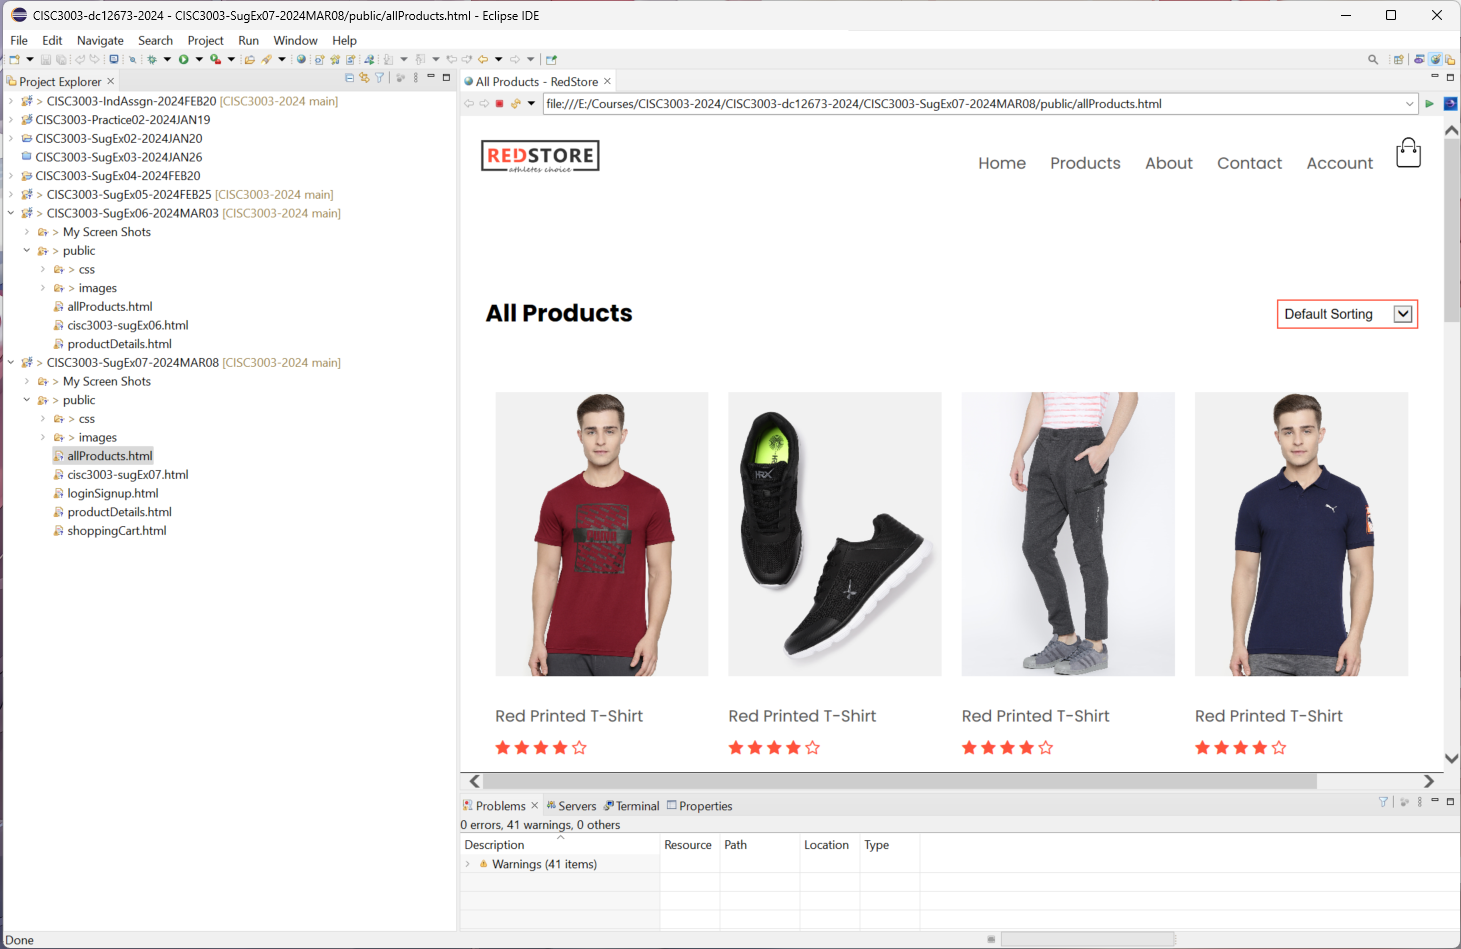 CISC3003-dc12673-2024 - CISC3003-SugEx07-2024MAR08/public/allProducts.html - Eclipse IDE
File Edit Navigate Search Project Run Window Help
Project Explorer
> CISC3003-IndAssgn-2024FEB20 [CISC3003-2024 main]
CISC3003-Practice02-2024JAN19
CISC3003-SugEx02-2024JAN20
CISC3003-SugEx03-2024JAN26
CISC3003-SugEx04-2024FEB20
> CISC3003-SugEx05-2024FEB25 [CISC3003-2024 main]
> CISC3003-SugEx06-2024MAR03 [CISC3003-2024 main]
> My Screen Shots
> public
> css
> images
allProducts.html
cisc3003-sugEx06.html
productDetails.html
> CISC3003-SugEx07-2024MAR08 [CISC3003-2024 main]
> My Screen Shots
> public
> css
> images
allProducts.html
cisc3003-sugEx07.html
loginSignup.html
productDetails.html
shoppingCart.html
All Products - RedStore
file:///E:/Courses/CISC3003-2024/CISC3003-dc12673-2024/CISC3003-SugEx07-2024MAR08/public/allProducts.html
REDSTORE
athletes choice
Home Products About Contact Account
All Products
Default Sorting
HRX
PUMA
Red Printed T-Shirt
Red Printed T-Shirt
Red Printed T-Shirt
Red Printed T-Shirt
Problems Servers Terminal Properties
0 errors, 41 warnings, 0 others
Description Resource Path Location Type
Warnings (41 items)
Done